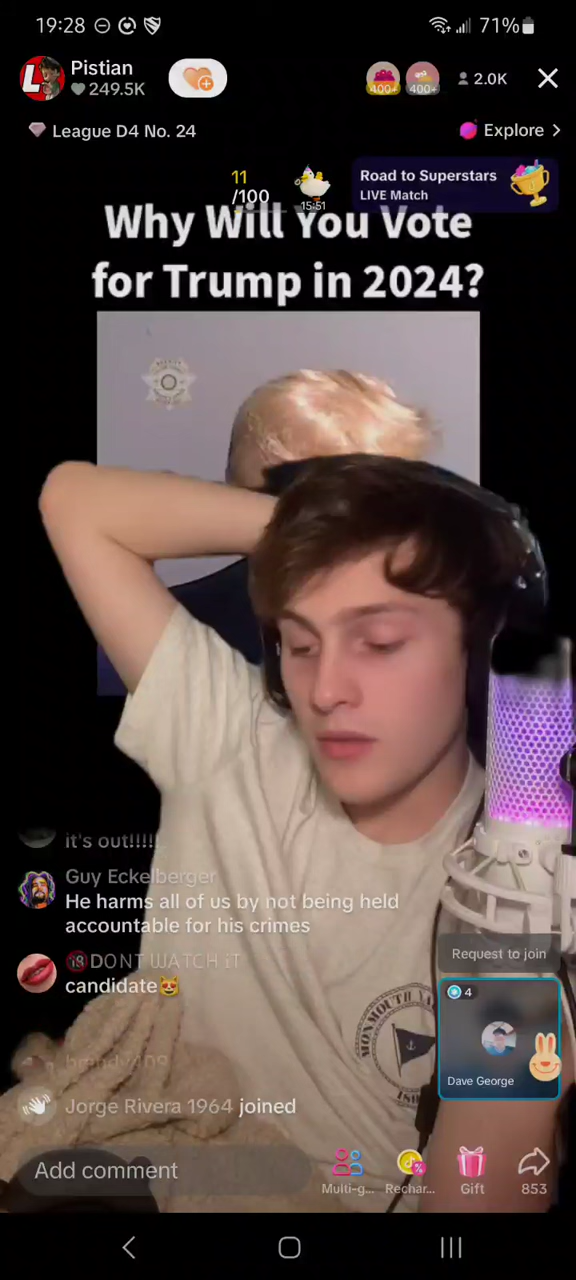 19:28
71%
Pistian
249.5K
400+
400+
2.0K
League D4 No. 24
Explore >
11
/100
15:51
Road to Superstars
LIVE Match
Why Will You Vote
for Trump in 2024?
it's out!!!!!
Guy Eckelberger
He harms all of us by not being held
accountable for his crimes
🔞DONT WATCH iT
candidate😻
Request to join
4
Dave George
Jorge Rivera 1964 joined
Add comment
Multi-g...
Rechar...
Gift
853